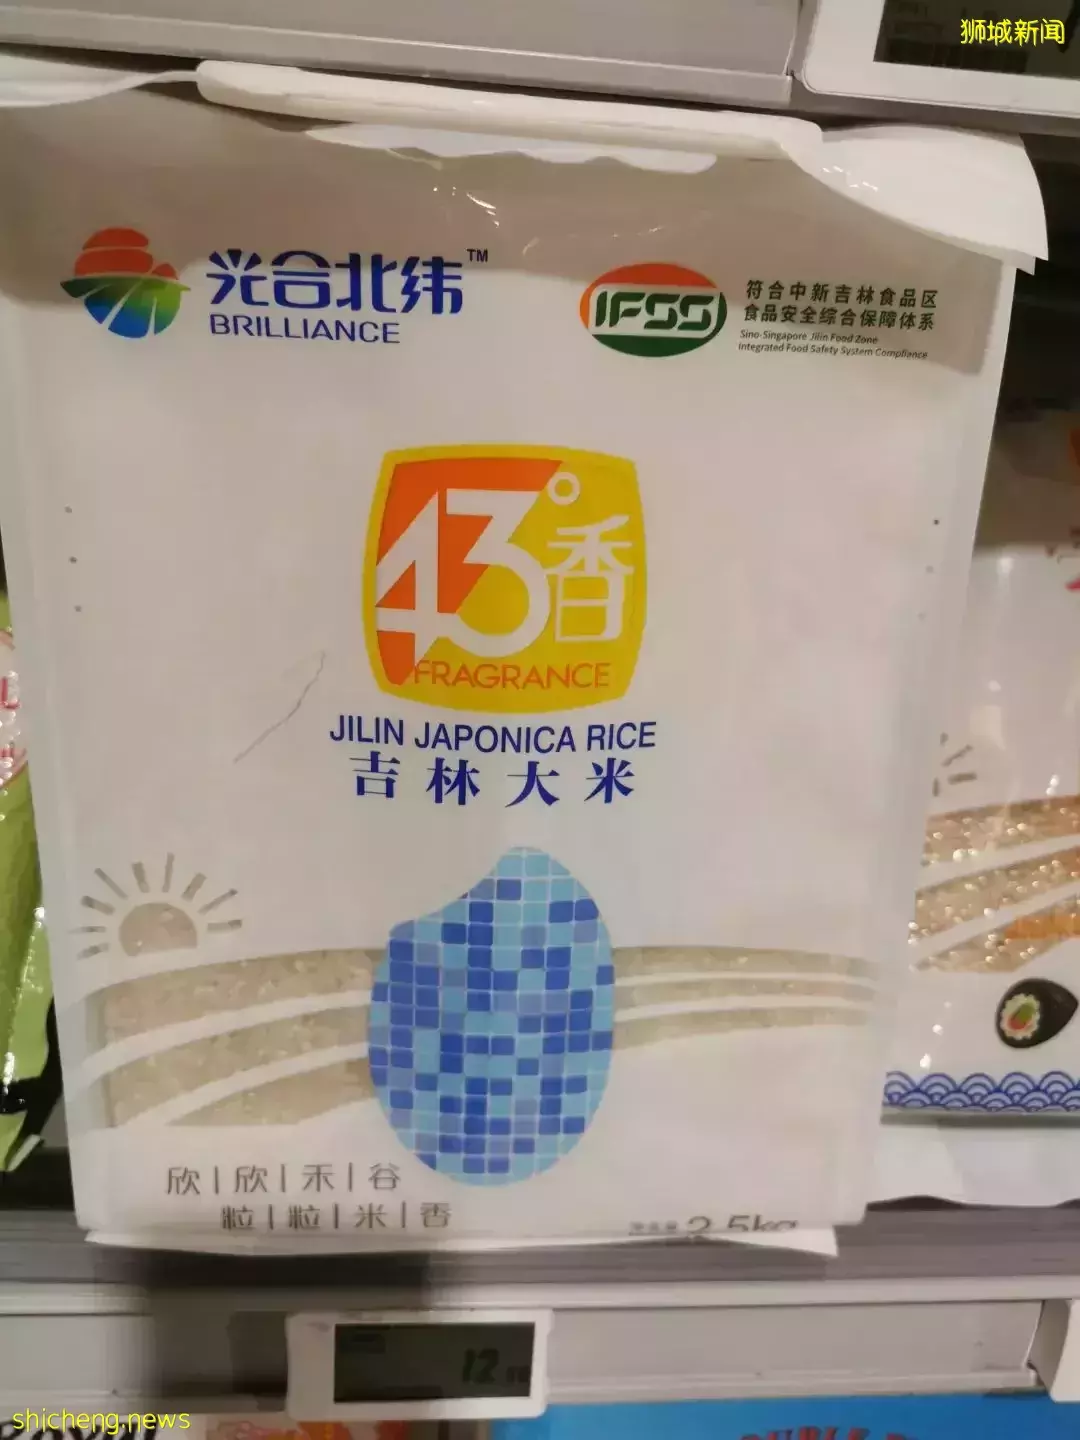 狮城新闻
光合北纬™
BRILLIANCE
IFSS
符合中新吉林食品区
食品安全综合保障体系
Sino-Singapore Jilin Food Zone
Integrated Food Safety System Compliance
43°香
FRAGRANCE
JILIN JAPONICA RICE
吉林大米
欣|欣|禾|谷
粒|粒|米|香
净含量 2.5kg
12
shicheng.news